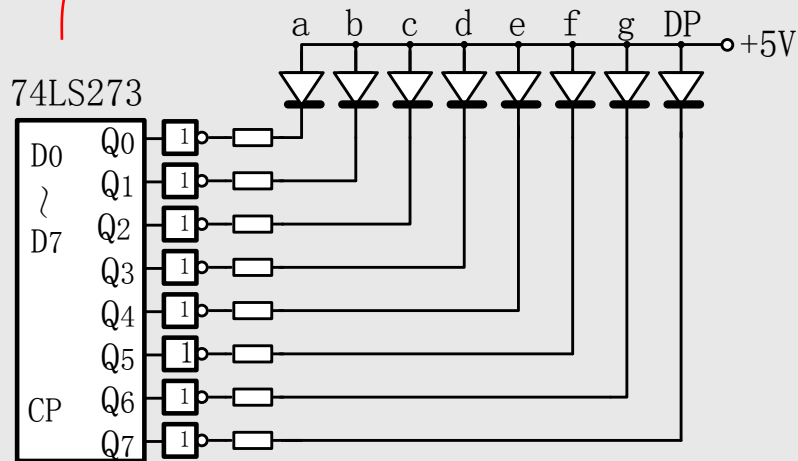 a b c d e f g DP
+5V
74LS273
D0
~
D7
CP
Q0 1
Q1 1
Q2 1
Q3 1
Q4 1
Q5 1
Q6 1
Q7 1